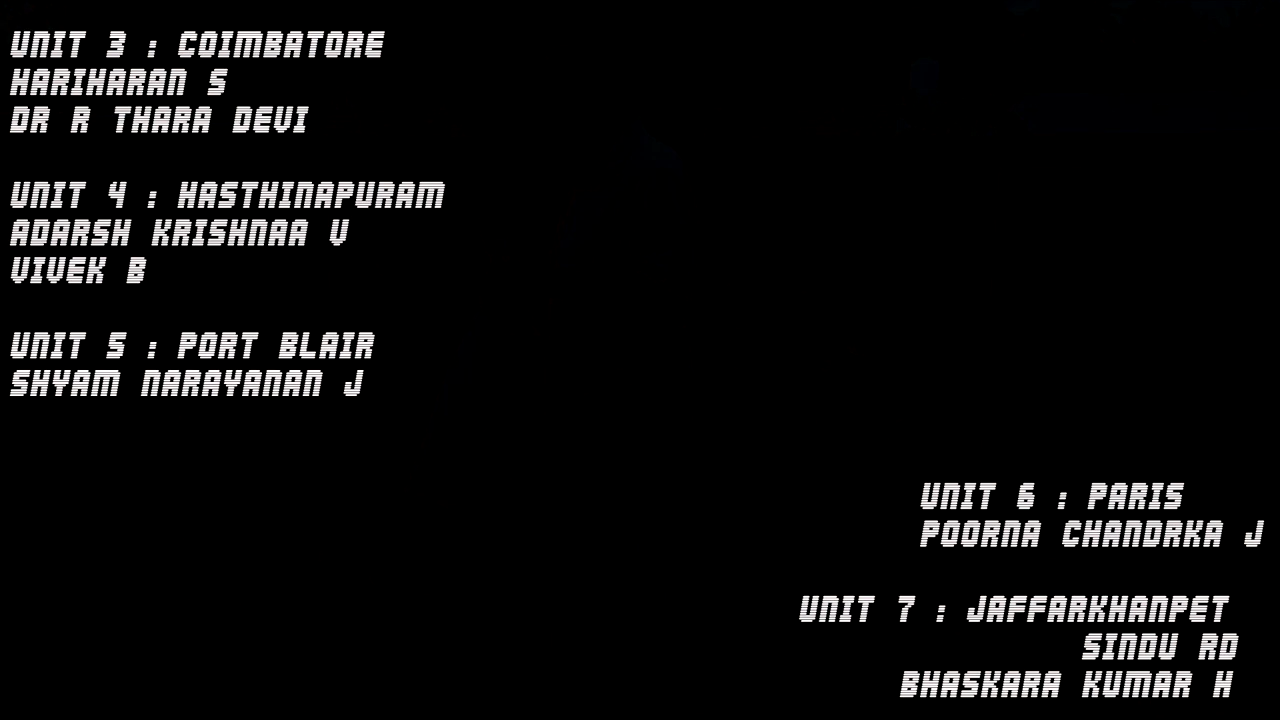 UNIT 3 : COIMBATORE
HARIHARAN S
DR R THARA DEVI
UNIT 4 : HASTHINAPURAM
ADARSH KRISHNAA V
VIVEK B
UNIT 5 : PORT BLAIR
SHYAM NARAYANAN J
UNIT 6 : PARIS
POORNA CHANDRKA J
UNIT 7 : JAFFARKHANPET
SINDU RD
BHASKARA KUMAR H